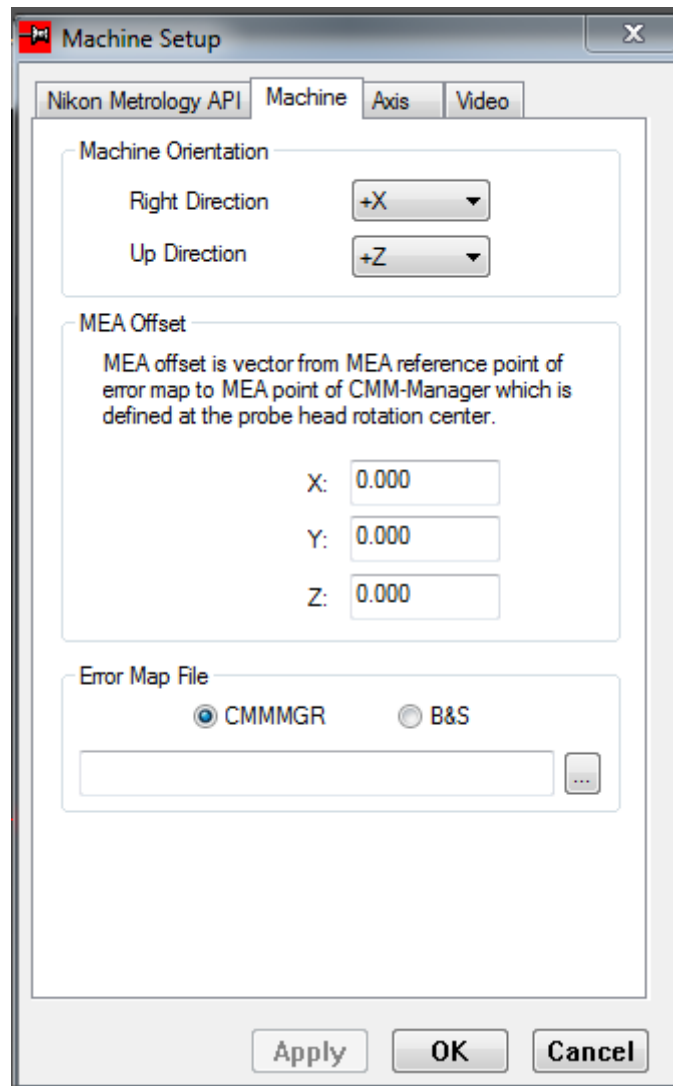 Machine Setup
Nikon Metrology API Machine Axis Video
Machine Orientation
Right Direction +X
Up Direction +Z
MEA Offset
MEA offset is vector from MEA reference point of
error map to MEA point of CMM-Manager which is
defined at the probe head rotation center.
X: 0.000
Y: 0.000
Z: 0.000
Error Map File
CMMMGR B&S
...
Apply OK Cancel